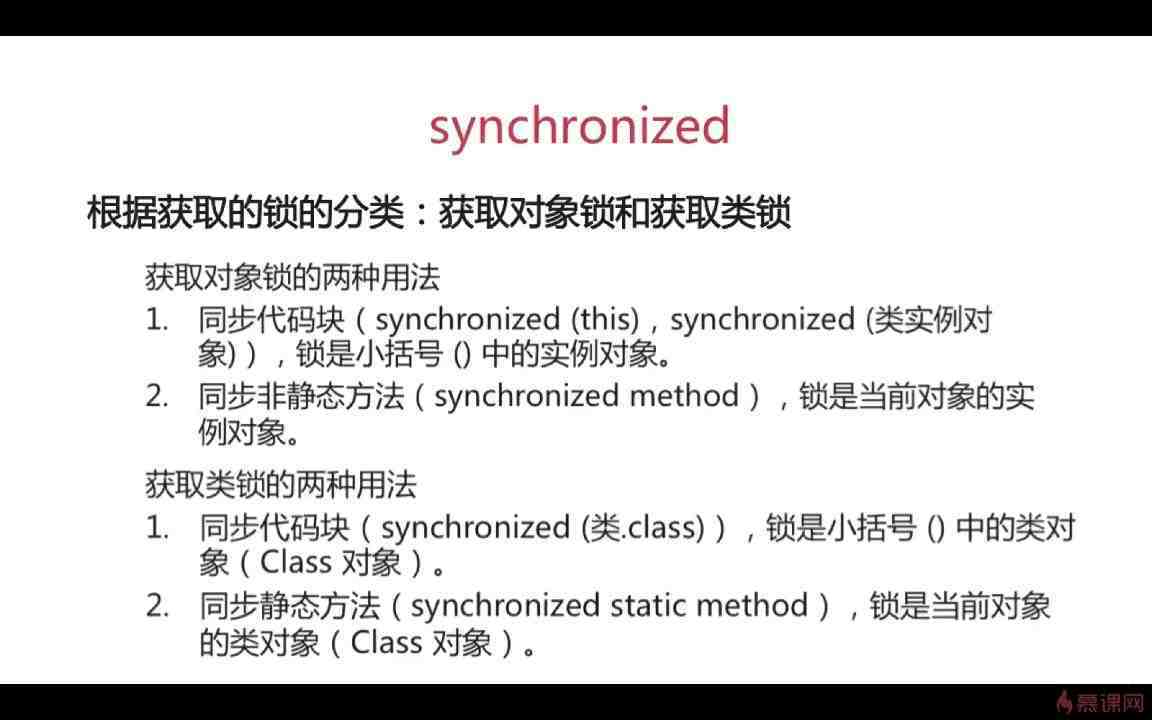 synchronized
根据获取的锁的分类：获取对象锁和获取类锁
获取对象锁的两种用法
1. 同步代码块（synchronized (this)，synchronized (类实例对
象)），锁是小括号 () 中的实例对象。
2. 同步非静态方法（synchronized method），锁是当前对象的实
例对象。
获取类锁的两种用法
1. 同步代码块（synchronized (类.class)），锁是小括号 () 中的类对
象（Class 对象）。
2. 同步静态方法（synchronized static method），锁是当前对象
的类对象（Class 对象）。
慕课网